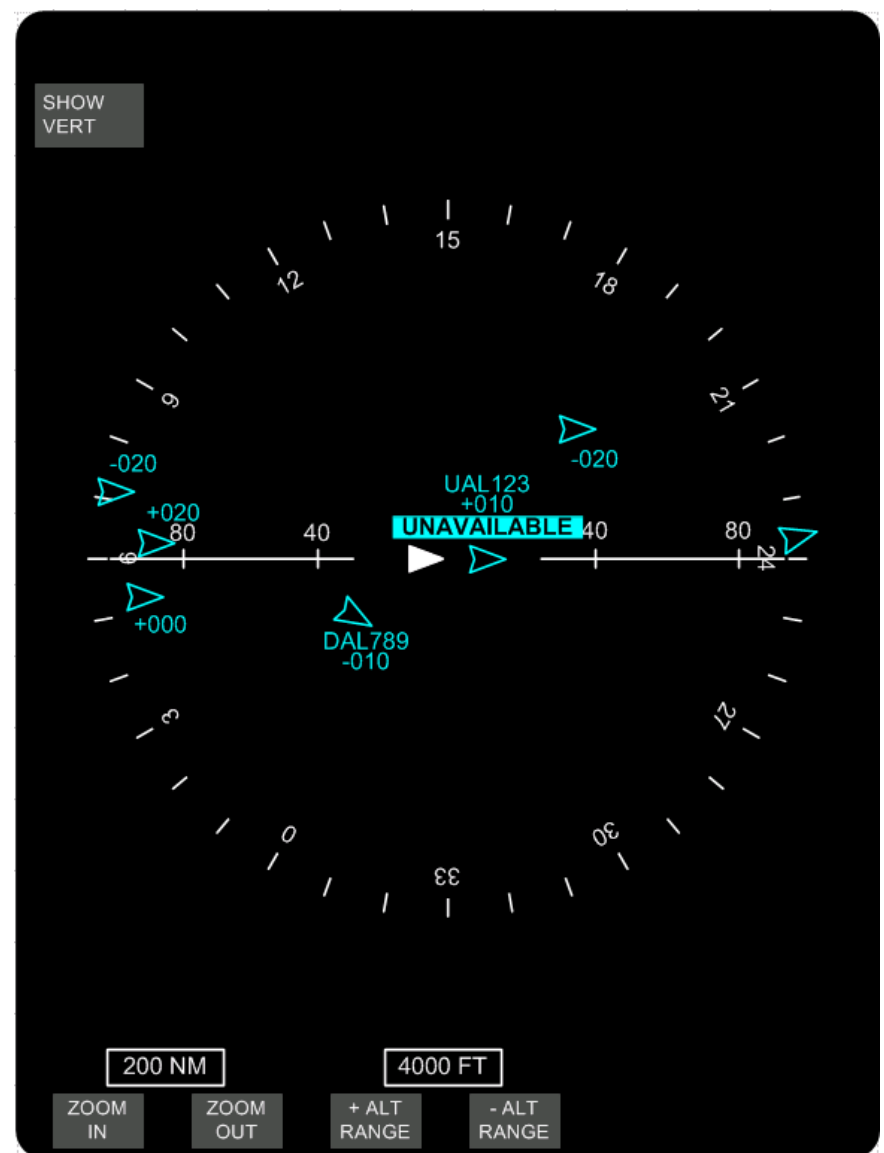 SHOW
VERT
15
12
18
9
21
-020
-020
UAL123
+010
+020
UNAVAILABLE
80
40
40
80
6
24
+000
DAL789
-010
3
27
0
30
33
200 NM
4000 FT
ZOOM
IN
ZOOM
OUT
+ ALT
RANGE
- ALT
RANGE